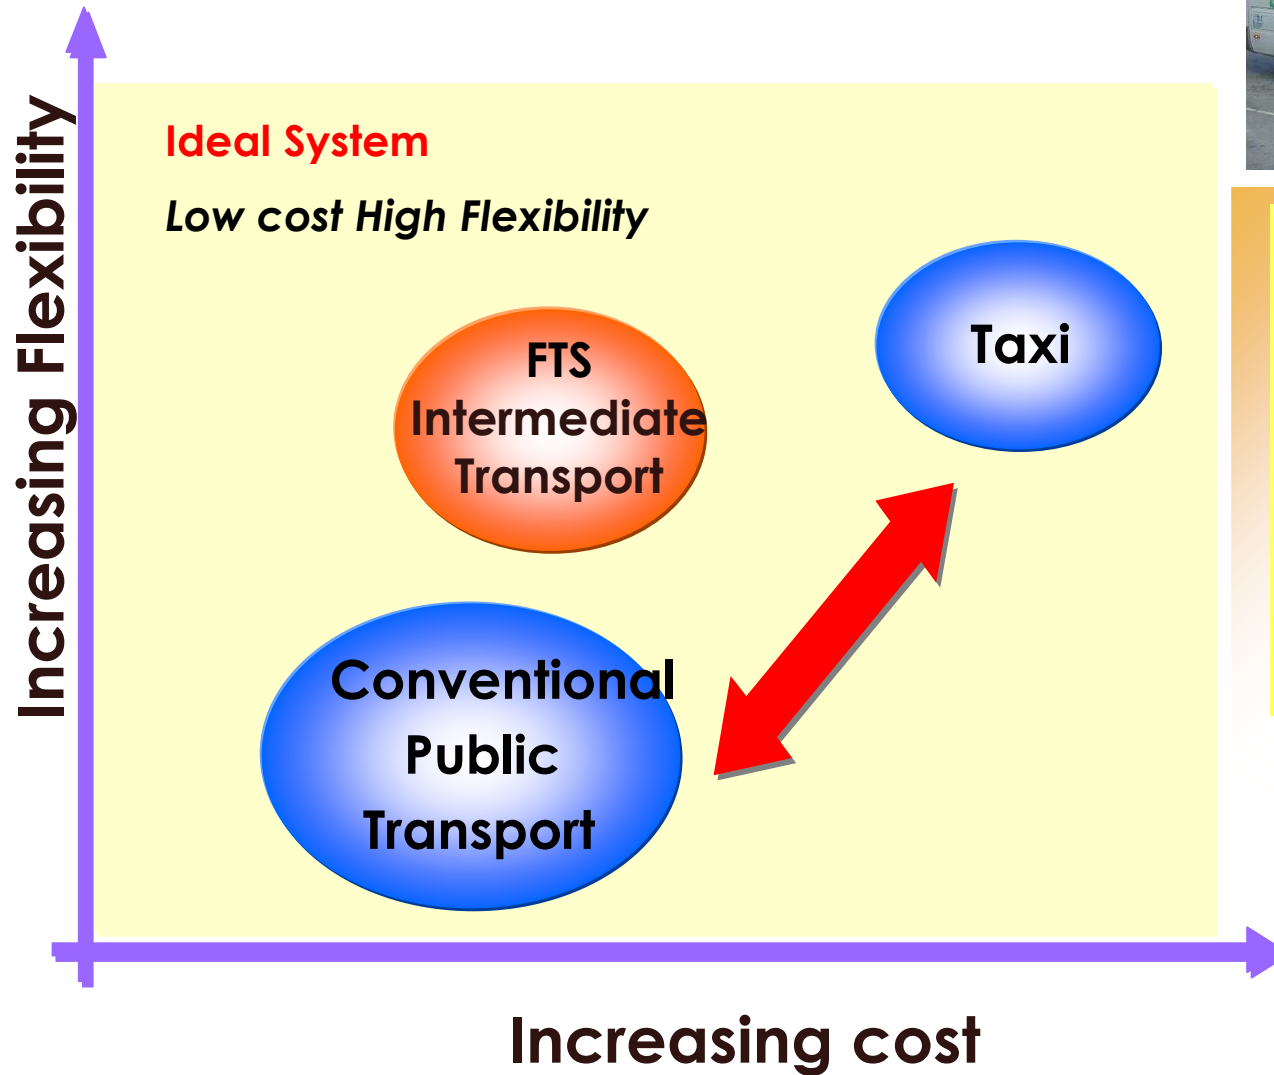 Increasing Flexibility
Ideal System
Low cost High Flexibility
Taxi
FTS
Intermediate
Transport
Conventional
Public
Transport
Increasing cost